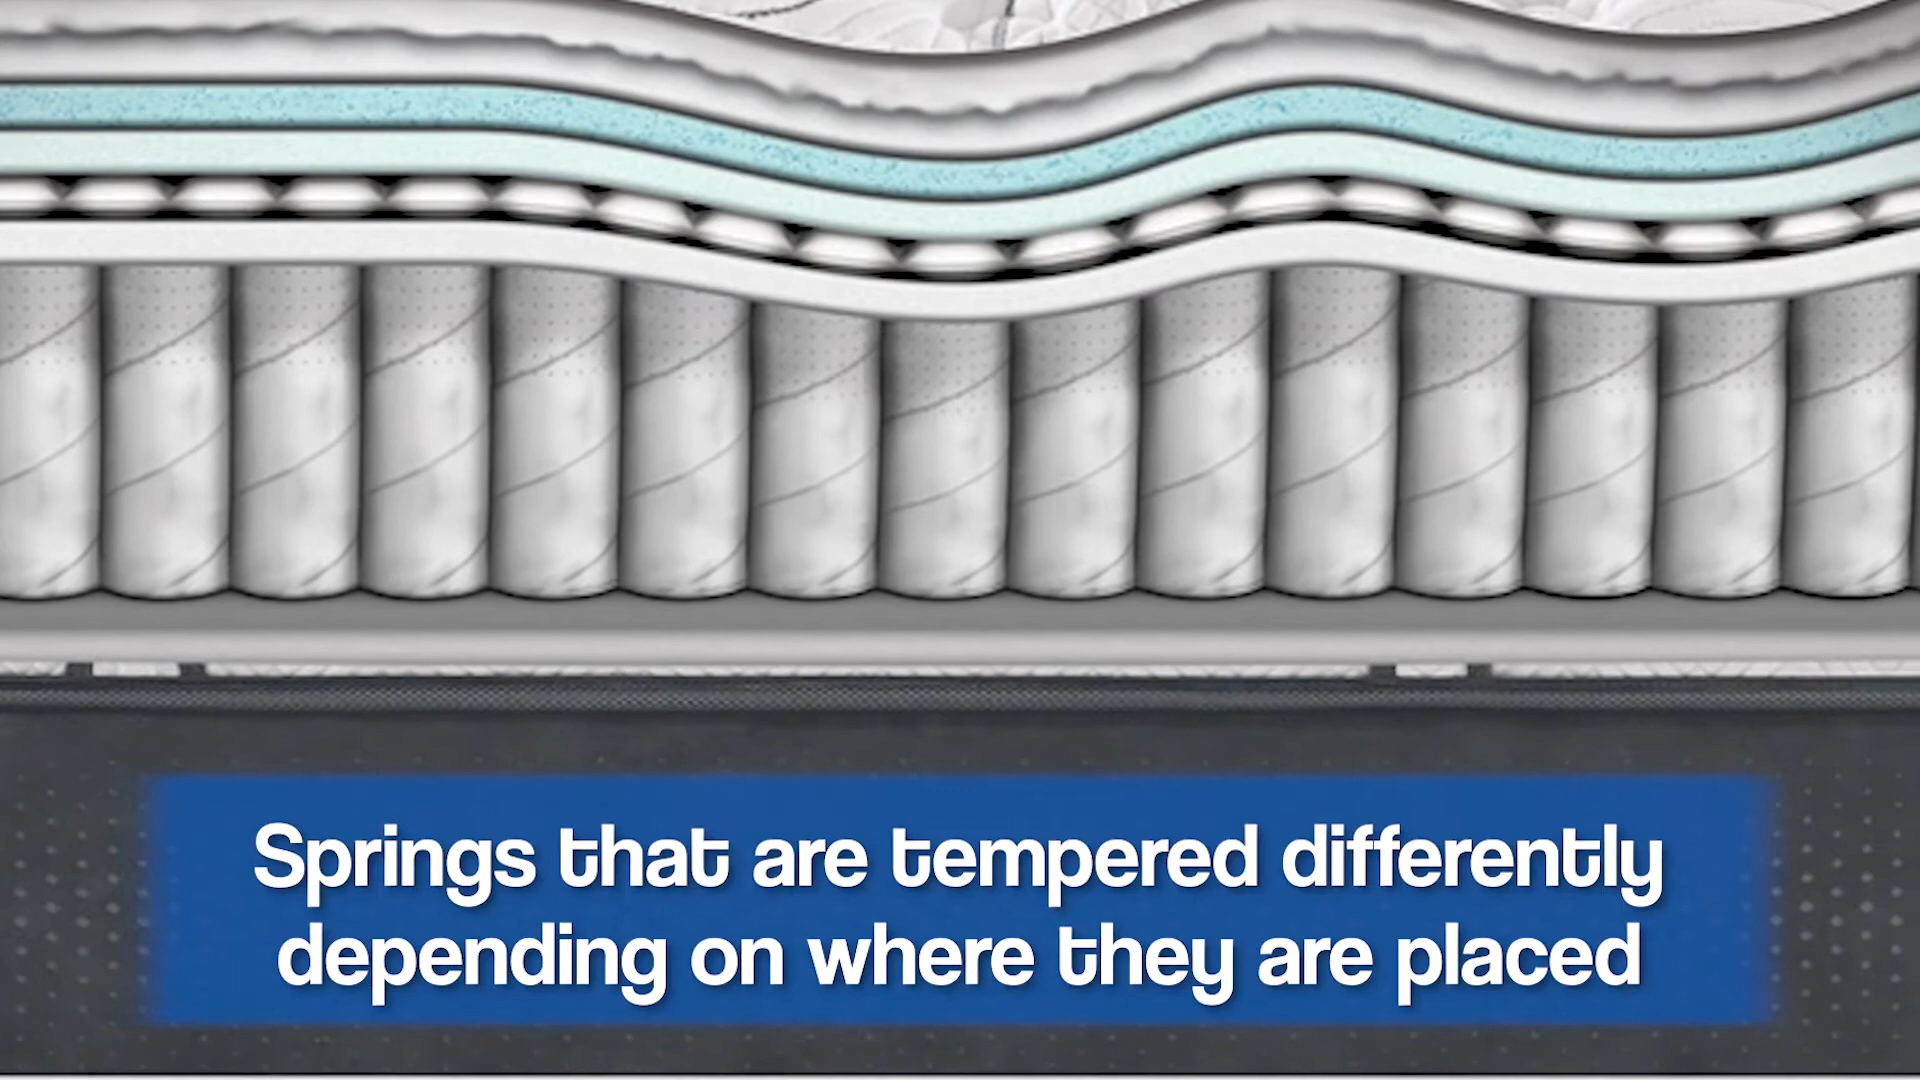 Springs that are tempered differently
depending on where they are placed